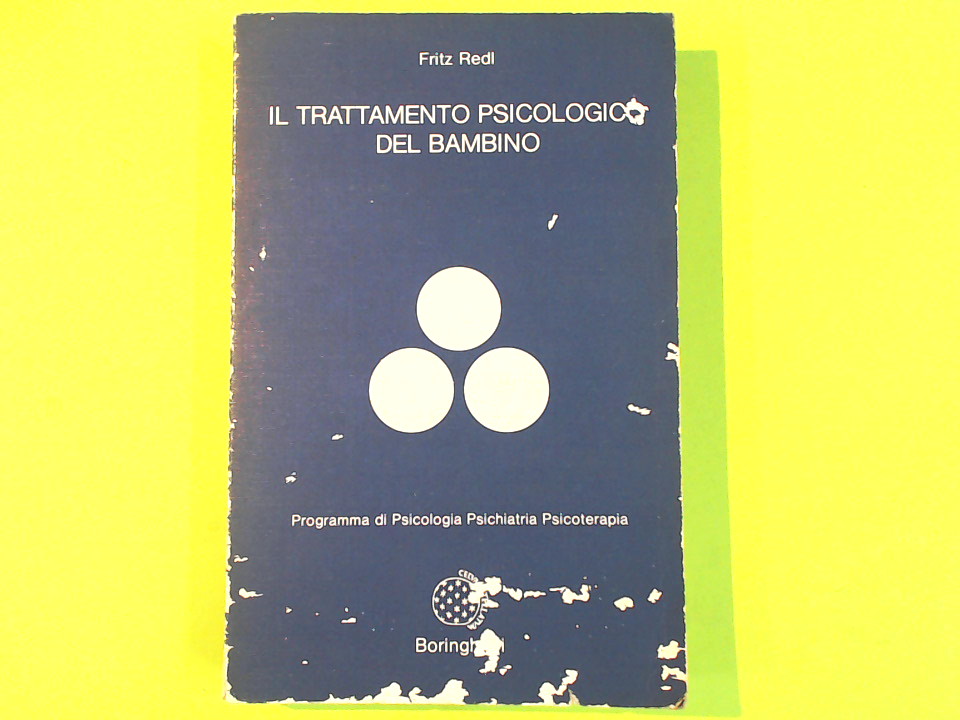 Fritz Redl
IL TRATTAMENTO PSICOLOGICO
DEL BAMBINO
Programma di Psicologia Psichiatria Psicoterapia